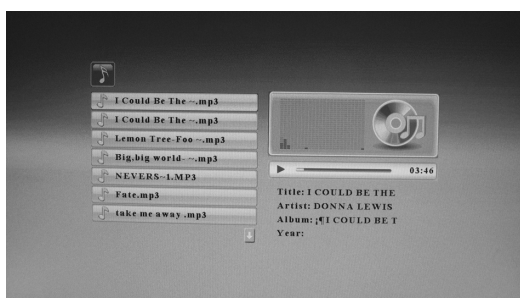 I Could Be The ~.mp3
I Could Be The ~.mp3
Lemon Tree-Foo ~.mp3
Big,big world- ~.mp3
NEVERS~1.MP3
Fate.mp3
take me away .mp3
03:46
Title: I COULD BE THE
Artist: DONNA LEWIS
Album: ¡¶I COULD BE T
Year: